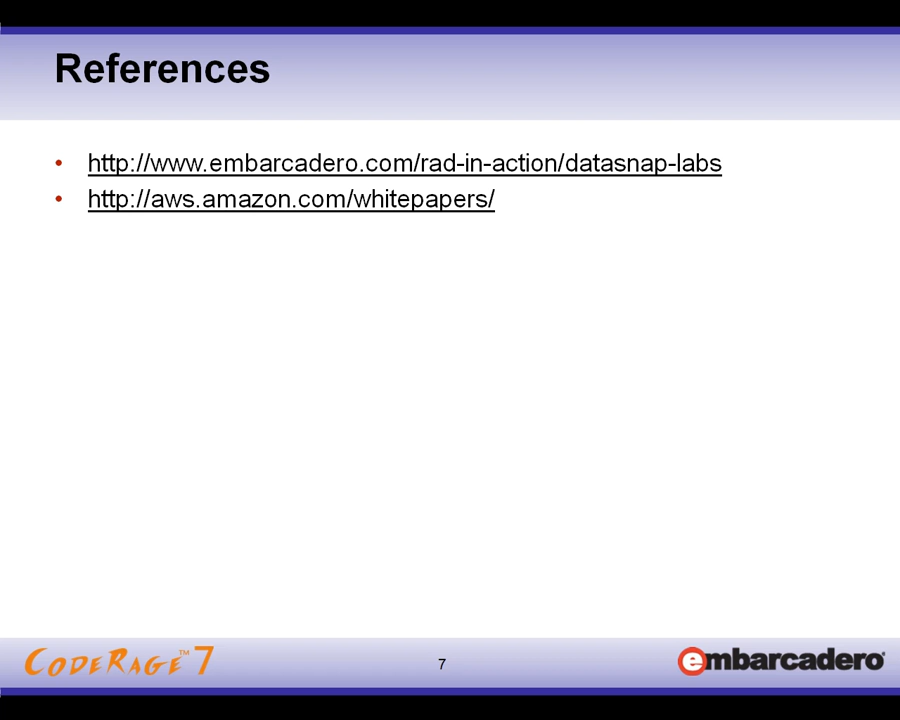 References
• http://www.embarcadero.com/rad-in-action/datasnap-labs
• http://aws.amazon.com/whitepapers/
CODERAGE™ 7
7
embarcadero®